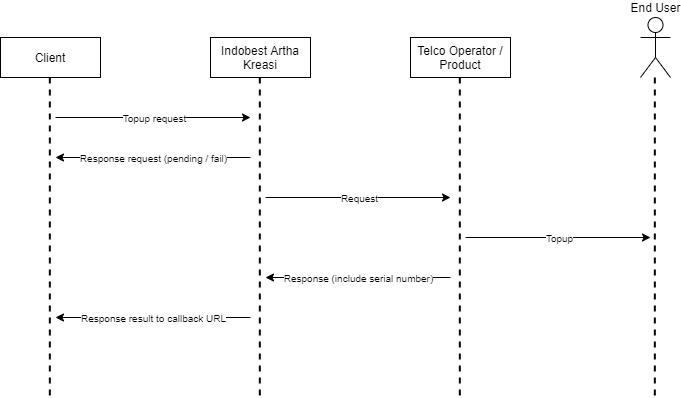 End User
Client
Indobest Artha
Kreasi
Telco Operator /
Product
Topup request
Response request (pending / fail)
Request
Topup
Response (include serial number)
Response result to callback URL